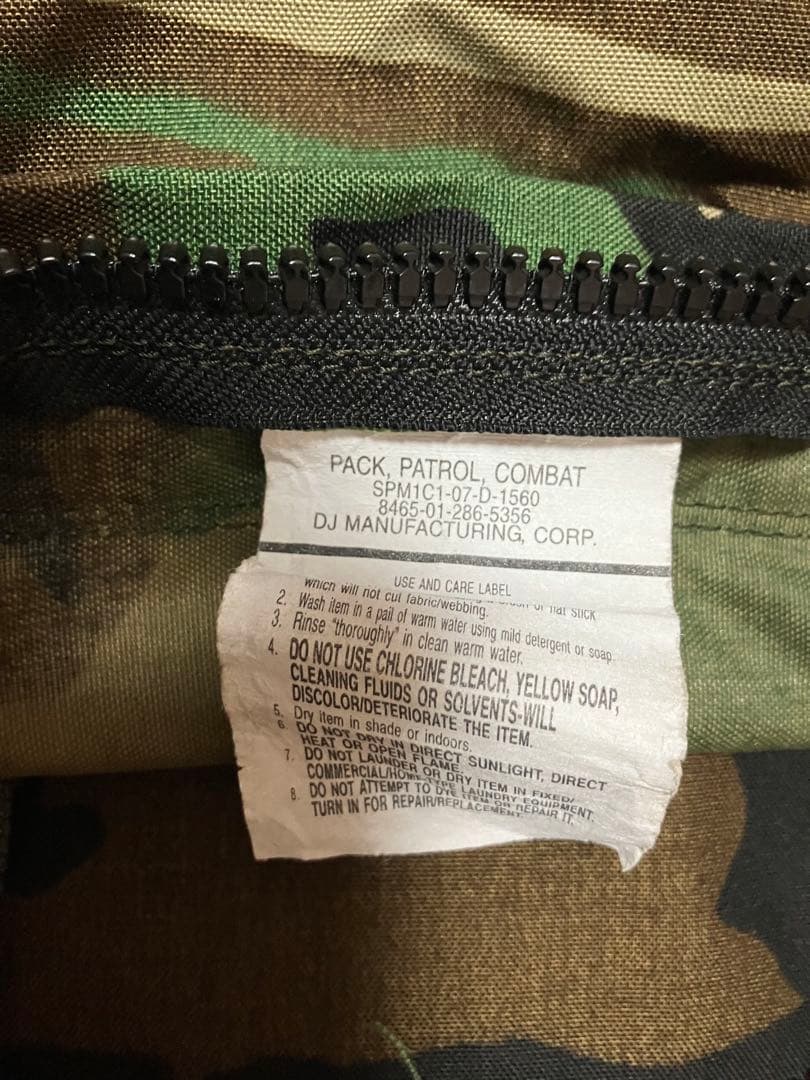 PACK, PATROL, COMBAT
SPM1C1-07-D-1560
8465-01-286-5356
DJ MANUFACTURING, CORP.
USE AND CARE LABEL
which will not cut fabric/webbing.
or flat stick
2. Wash item in a pail of warm water using mild detergent or soap
3. Rinse "thoroughly" in clean warm water.
4. DO NOT USE CHLORINE BLEACH, YELLOW SOAP,
CLEANING FLUIDS OR SOLVENTS-WILL
DISCOLOR/DETERIORATE THE ITEM.
5. Dry item in shade or indoors.
6. DO NOT DRY IN DIRECT SUNLIGHT, DIRECT
HEAT OR OPEN FLAME.
7. DO NOT LAUNDER OR DRY ITEM IN FIXED/
COMMERCIAL/HOME TYPE LAUNDRY EQUIPMENT.
8. DO NOT ATTEMPT TO DYE ITEM OR REPAIR IT.
TURN IN FOR REPAIR/REPLACEMENT.